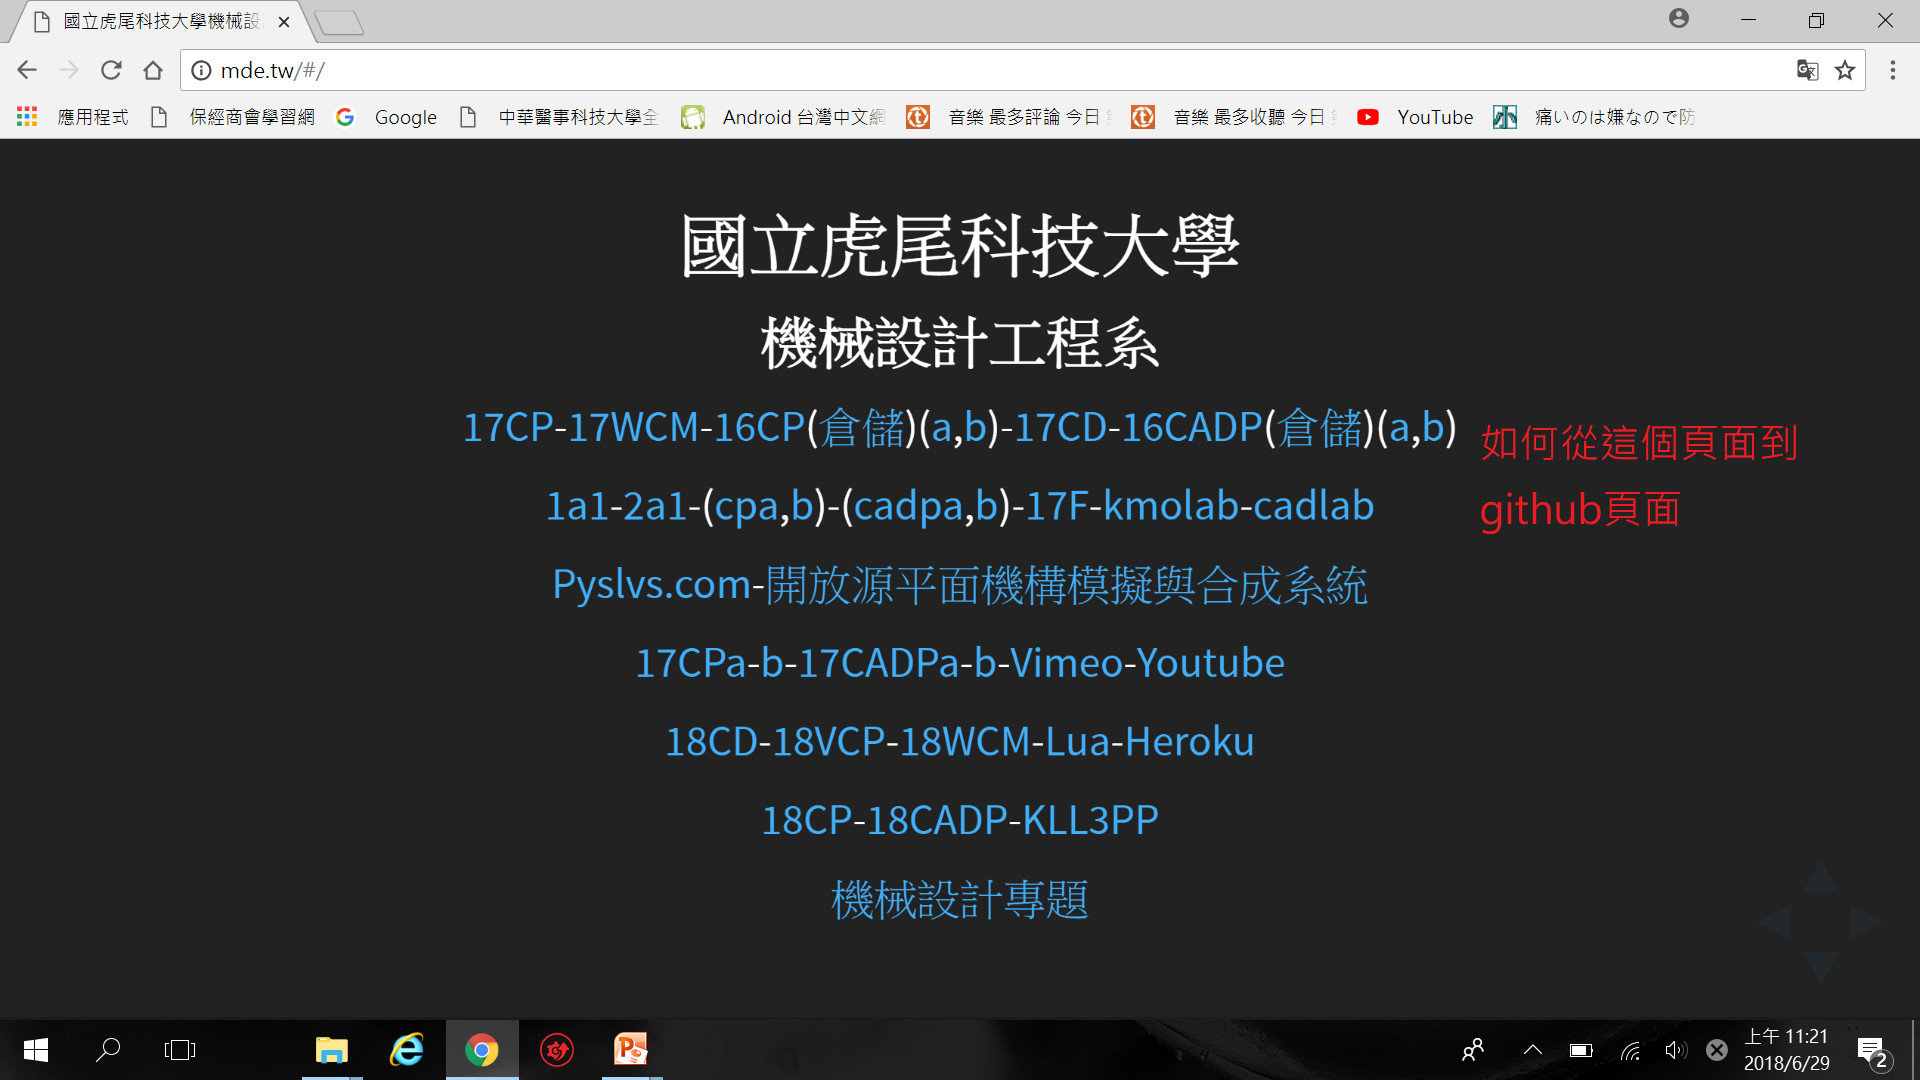 國立虎尾科技大學機械設
mde.tw/#/
應用程式 保經商會學習網 Google 中華醫事科技大學全 Android 台灣中文網 音樂 最多評論 今日 音樂 最多收聽 今日 YouTube 痛いのは嫌なので防
國立虎尾科技大學
機械設計工程系
17CP-17WCM-16CP(倉儲)(a,b)-17CD-16CADP(倉儲)(a,b)
如何從這個頁面到
1a1-2a1-(cpa,b)-(cadpa,b)-17F-kmolab-cadlab
github頁面
Pyslvs.com-開放源平面機構模擬與合成系統
17CPa-b-17CADPa-b-Vimeo-Youtube
18CD-18VCP-18WCM-Lua-Heroku
18CP-18CADP-KLL3PP
機械設計專題
上午 11:21
2018/6/29
2